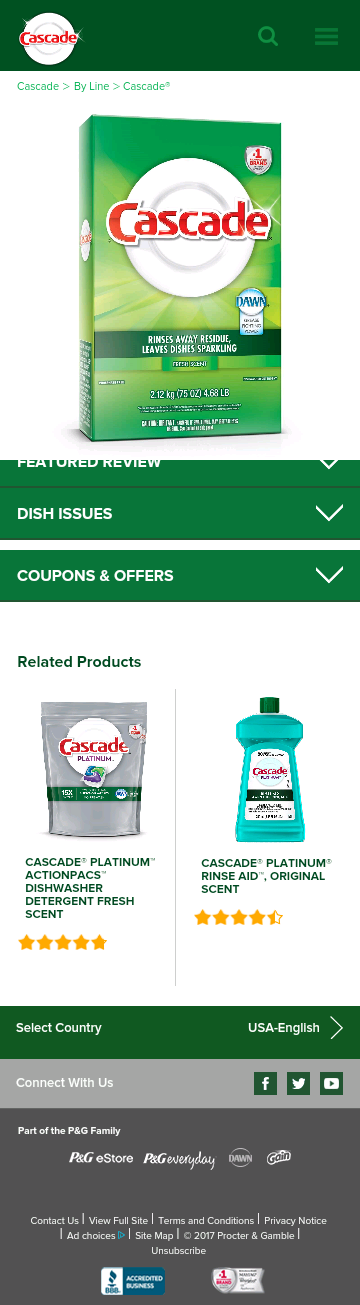 Cascade
Cascade > By Line > Cascade®
#1
BRAND
Cascade
DAWN
GREASE
FIGHTING
RINSES AWAY RESIDUE,
LEAVES DISHES SPARKLING
FRESH SCENT
2.12 kg (75 OZ) 4.68 LB
FEATURED REVIEW
DISH ISSUES
COUPONS & OFFERS
Related Products
Cascade
PLATINUM
15X
Cascade
PLATINUM
CASCADE® PLATINUM™
ACTIONPACS™
DISHWASHER
DETERGENT FRESH
SCENT
CASCADE® PLATINUM®
RINSE AID™, ORIGINAL
SCENT
Select Country
USA-English
Connect With Us
Part of the P&G Family
P&G eStore
P&G everyday
DAWN
Gain
Contact Us | View Full Site | Terms and Conditions | Privacy Notice
| Ad choices | Site Map | © 2017 Procter & Gamble |
Unsubscribe
BBB
ACCREDITED
BUSINESS